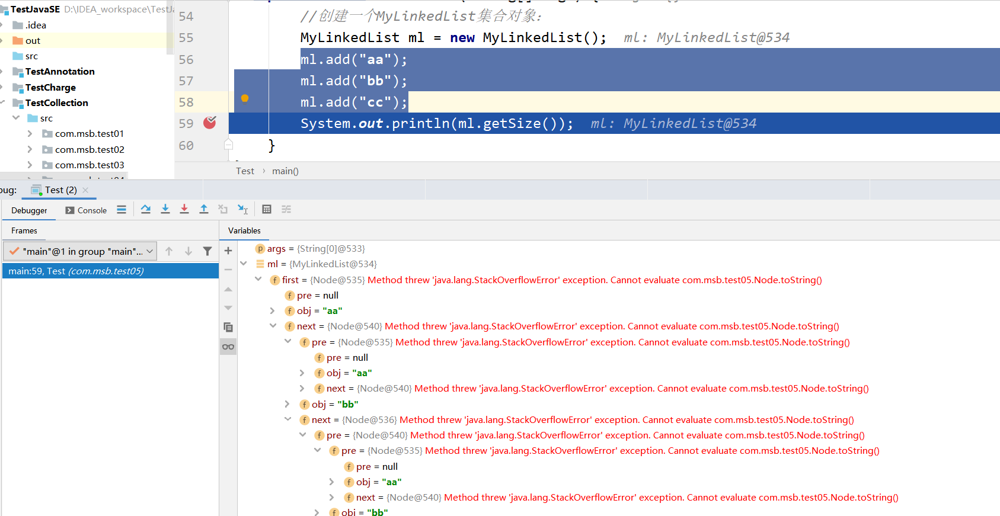 TestJavaSE D:\IDEA_workspace\TestJa
.idea
out
src
TestAnnotation
TestCharge
TestCollection
src
com.msb.test01
com.msb.test02
com.msb.test03
54 //创建一个MyLinkedList集合对象:
55 MyLinkedList ml = new MyLinkedList(); ml: MyLinkedList@534
56 ml.add("aa");
57 ml.add("bb");
58 ml.add("cc");
59 System.out.println(ml.getSize()); ml: MyLinkedList@534
60 }
Test › main()
bug: Test (2)
Debugger Console
Frames
Variables
"main"@1 in group "main"...
main:59, Test (com.msb.test05)
p args = {String[0]@533}
ml = {MyLinkedList@534}
f first = {Node@535} Method threw 'java.lang.StackOverflowError' exception. Cannot evaluate com.msb.test05.Node.toString()
f pre = null
f obj = "aa"
f next = {Node@540} Method threw 'java.lang.StackOverflowError' exception. Cannot evaluate com.msb.test05.Node.toString()
f pre = {Node@535} Method threw 'java.lang.StackOverflowError' exception. Cannot evaluate com.msb.test05.Node.toString()
f pre = null
f obj = "aa"
f next = {Node@540} Method threw 'java.lang.StackOverflowError' exception. Cannot evaluate com.msb.test05.Node.toString()
f obj = "bb"
f next = {Node@536} Method threw 'java.lang.StackOverflowError' exception. Cannot evaluate com.msb.test05.Node.toString()
f pre = {Node@540} Method threw 'java.lang.StackOverflowError' exception. Cannot evaluate com.msb.test05.Node.toString()
f pre = {Node@535} Method threw 'java.lang.StackOverflowError' exception. Cannot evaluate com.msb.test05.Node.toString()
f pre = null
f obj = "aa"
f next = {Node@540} Method threw 'java.lang.StackOverflowError' exception. Cannot evaluate com.msb.test05.Node.toString()
f obj = "bb"